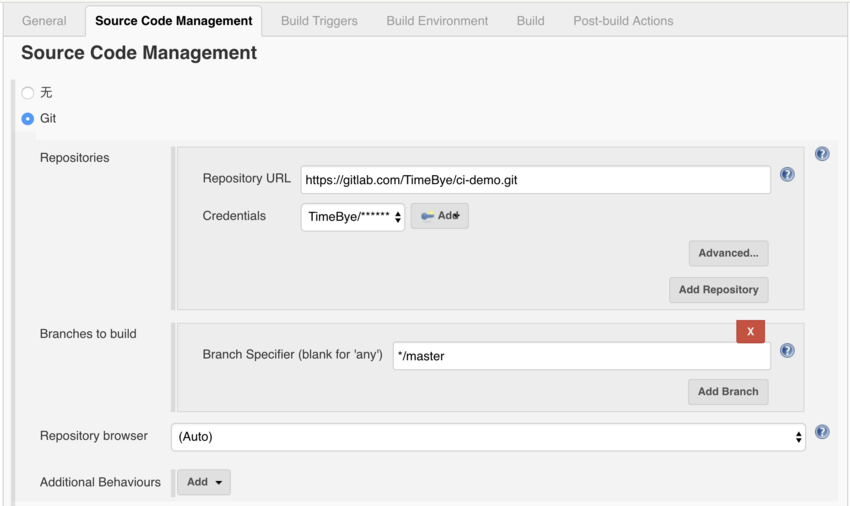 General Source Code Management Build Triggers Build Environment Build Post-build Actions
Source Code Management
无
Git
Repositories
Repository URL https://gitlab.com/TimeBye/ci-demo.git
Credentials TimeBye/****** Add
Advanced...
Add Repository
Branches to build
X
Branch Specifier (blank for 'any') */master
Add Branch
Repository browser (Auto)
Additional Behaviours Add